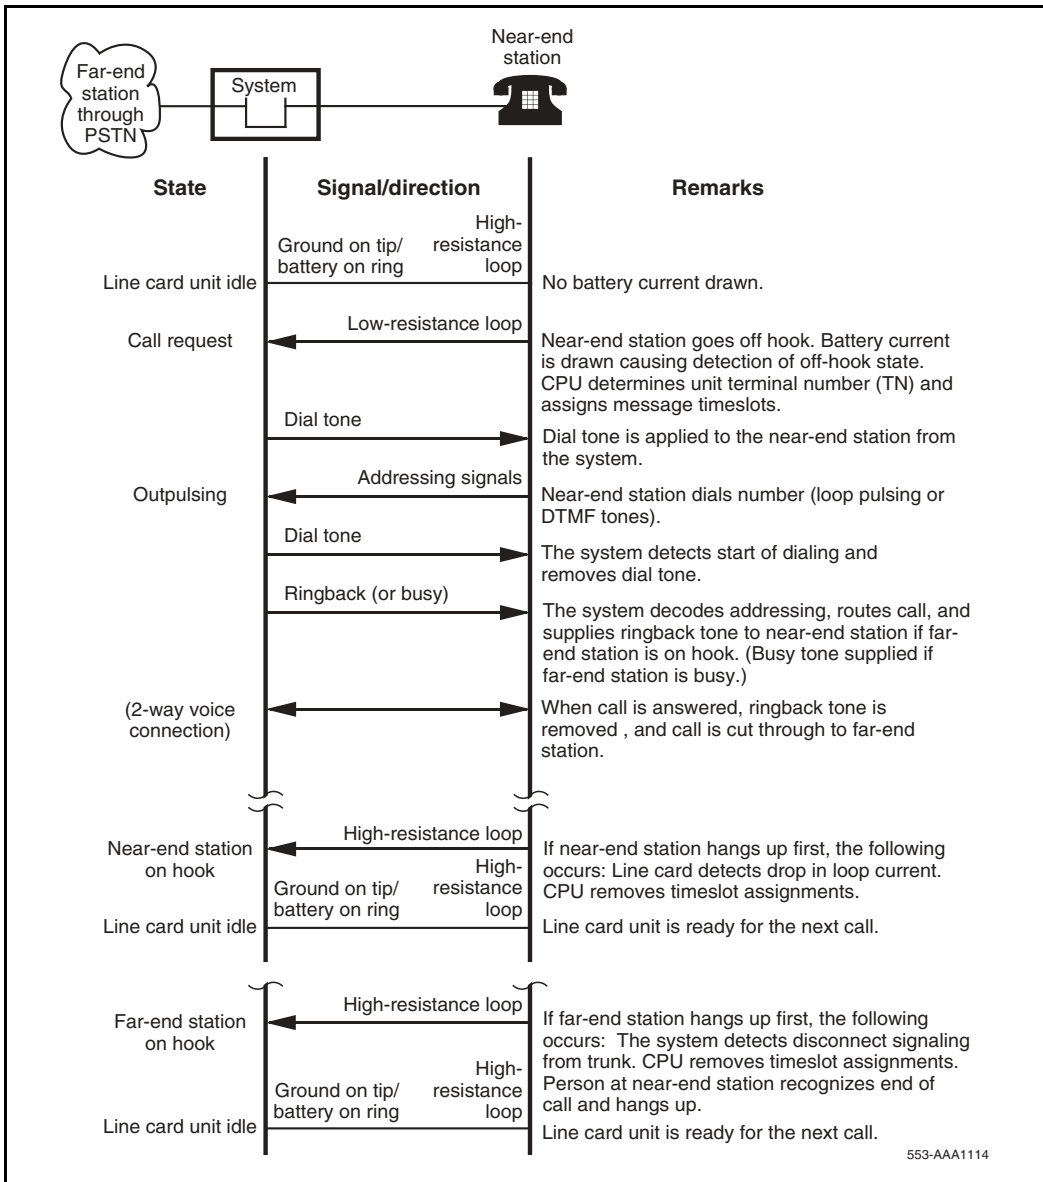 Near-end
station
Far-end
station
through
PSTN
System
State
Signal/direction
Remarks
Ground on tip/
battery on ring
High-
resistance
loop
Line card unit idle
No battery current drawn.
Low-resistance loop
Call request
Near-end station goes off hook. Battery current
is drawn causing detection of off-hook state.
CPU determines unit terminal number (TN) and
assigns message timeslots.
Dial tone
Dial tone is applied to the near-end station from
the system.
Addressing signals
Outpulsing
Near-end station dials number (loop pulsing or
DTMF tones).
Dial tone
The system detects start of dialing and
removes dial tone.
Ringback (or busy)
The system decodes addressing, routes call, and
supplies ringback tone to near-end station if far-
end station is on hook. (Busy tone supplied if
far-end station is busy.)
(2-way voice
connection)
When call is answered, ringback tone is
removed , and call is cut through to far-end
station.
High-resistance loop
Near-end station
on hook
If near-end station hangs up first, the following
occurs: Line card detects drop in loop current.
CPU removes timeslot assignments.
Ground on tip/
battery on ring
High-
resistance
loop
Line card unit idle
Line card unit is ready for the next call.
High-resistance loop
Far-end station
on hook
If far-end station hangs up first, the following
occurs:  The system detects disconnect signaling
from trunk. CPU removes timeslot assignments.
Person at near-end station recognizes end of
call and hangs up.
Ground on tip/
battery on ring
High-
resistance
loop
Line card unit idle
Line card unit is ready for the next call.
553-AAA1114